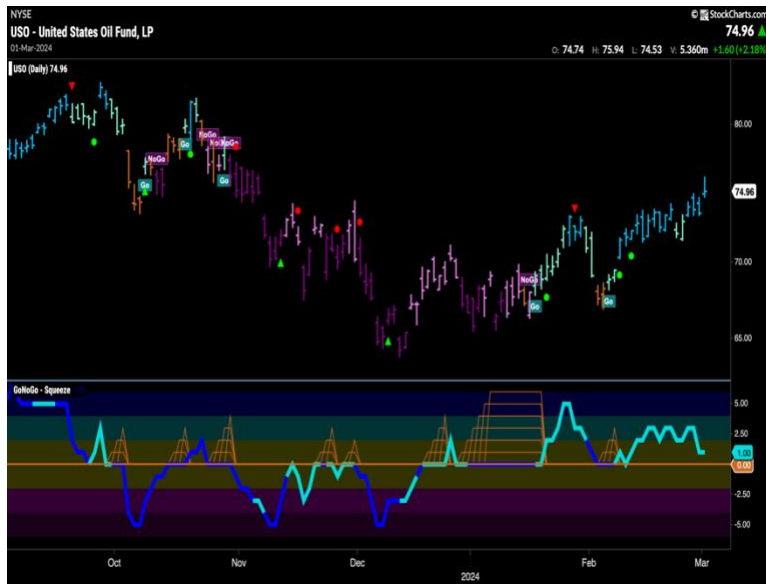 NYSE
© StockCharts.com
USO - United States Oil Fund, LP
74.96
01-Mar-2024
O: 74.74 H: 75.94 L: 74.53 V: 5.360m +1.60 (+2.18%)
USO (Daily) 74.96
80.00
NoGo
NoGo
NoGo
NoGo
Go
Go
Go
74.96
70.00
NoGo
Go
Go
65.00
GoNoGo - Squeeze
5.00
2.50
1.00
0.00
-2.50
-5.00
Oct
Nov
Dec
2024
Feb
Mar